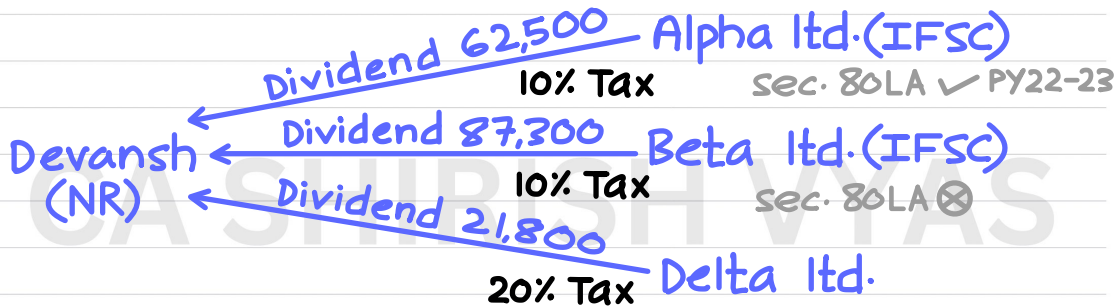 Dividend 62,500 Alpha ltd.(IFSC)
10% Tax sec. 80LA ✓ PY22-23
Devansh Dividend 87,300 Beta ltd.(IFSC)
(NR) 10% Tax sec. 80LA ⊗
Dividend 21,800 Delta ltd.
20% Tax
CA SHIRISH VYAS